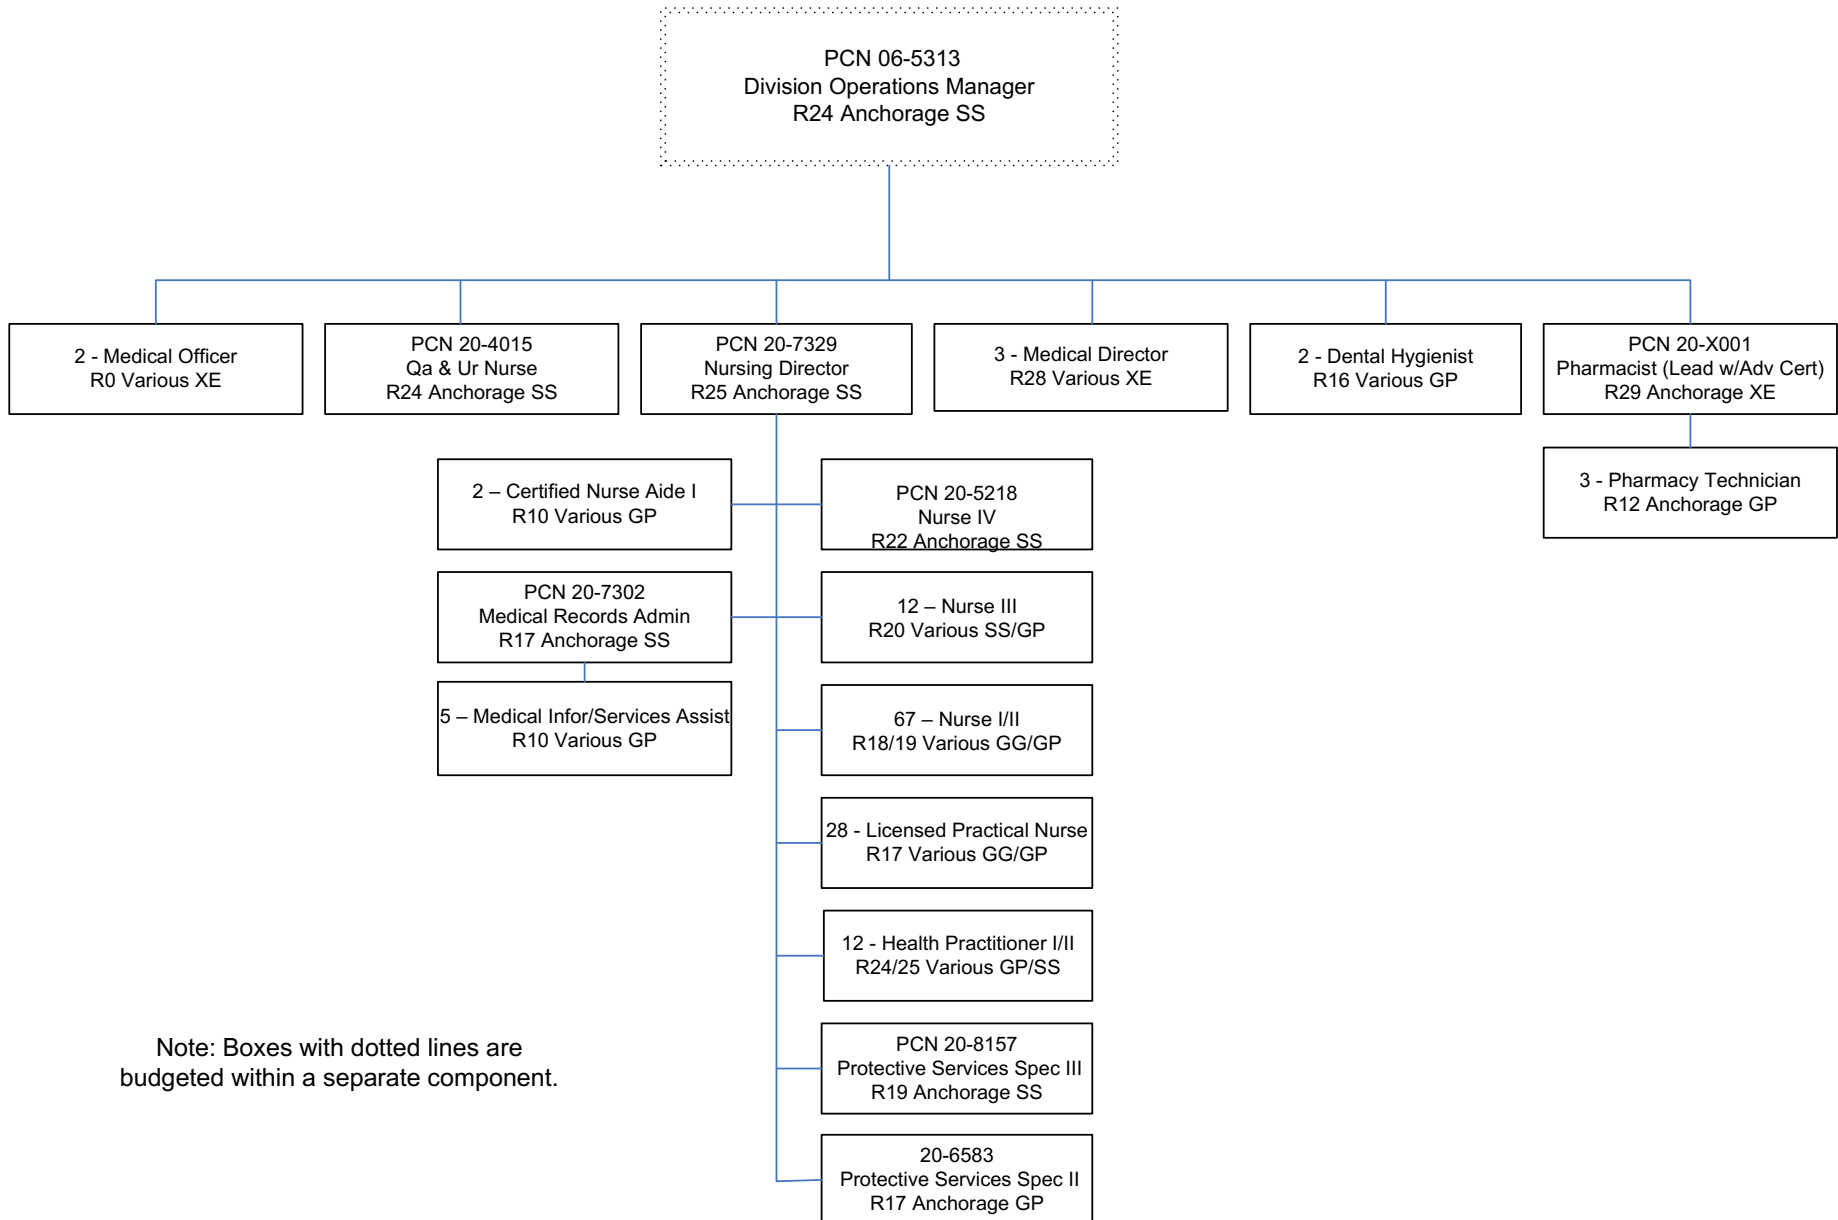 PCN 06-5313
Division Operations Manager
R24 Anchorage SS
2 - Medical Officer
R0 Various XE
PCN 20-4015
Qa & Ur Nurse
R24 Anchorage SS
PCN 20-7329
Nursing Director
R25 Anchorage SS
3 - Medical Director
R28 Various XE
2 - Dental Hygienist
R16 Various GP
PCN 20-X001
Pharmacist (Lead w/Adv Cert)
R29 Anchorage XE
2 – Certified Nurse Aide I
R10 Various GP
PCN 20-5218
Nurse IV
R22 Anchorage SS
3 - Pharmacy Technician
R12 Anchorage GP
PCN 20-7302
Medical Records Admin
R17 Anchorage SS
12 – Nurse III
R20 Various SS/GP
5 – Medical Infor/Services Assist
R10 Various GP
67 – Nurse I/II
R18/19 Various GG/GP
28 - Licensed Practical Nurse
R17 Various GG/GP
12 - Health Practitioner I/II
R24/25 Various GP/SS
PCN 20-8157
Protective Services Spec III
R19 Anchorage SS
20-6583
Protective Services Spec II
R17 Anchorage GP
Note: Boxes with dotted lines are
budgeted within a separate component.